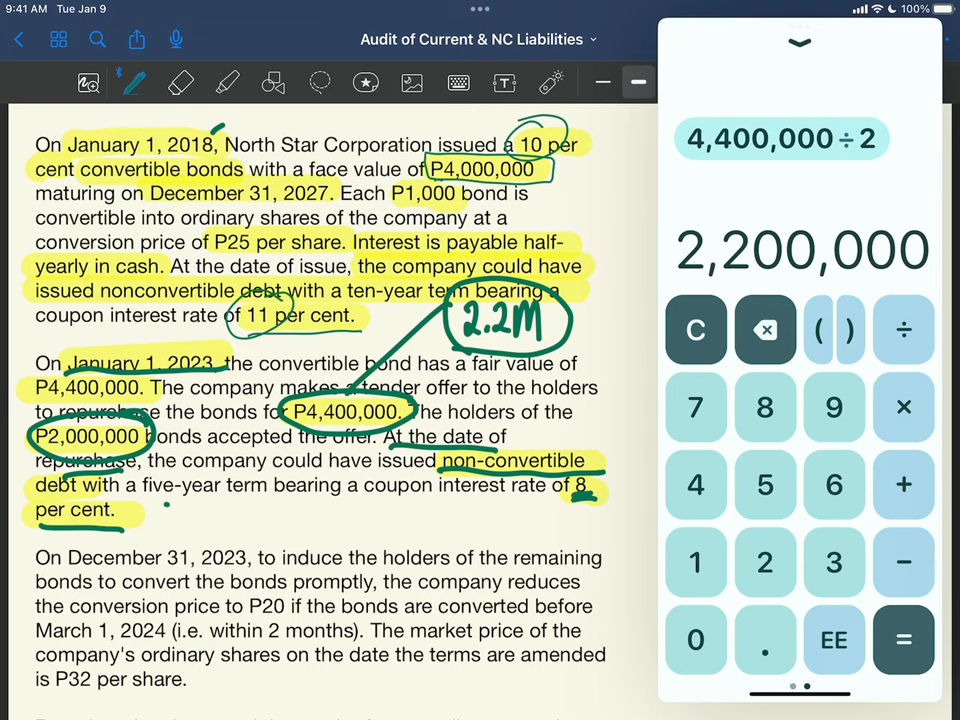 9:41 AM Tue Jan 9
100%
Audit of Current & NC Liabilities
On January 1, 2018, North Star Corporation issued a 10 per
cent convertible bonds with a face value of P4,000,000
maturing on December 31, 2027. Each P1,000 bond is
convertible into ordinary shares of the company at a
conversion price of P25 per share. Interest is payable half-
yearly in cash. At the date of issue, the company could have
issued nonconvertible debt with a ten-year term bearing a
coupon interest rate of 11 per cent.
2.2M
On January 1, 2023, the convertible bond has a fair value of
P4,400,000. The company makes a tender offer to the holders
to repurchase the bonds for P4,400,000. The holders of the
P2,000,000 bonds accepted the offer. At the date of
repurchase, the company could have issued non-convertible
debt with a five-year term bearing a coupon interest rate of 8
per cent.
On December 31, 2023, to induce the holders of the remaining
bonds to convert the bonds promptly, the company reduces
the conversion price to P20 if the bonds are converted before
March 1, 2024 (i.e. within 2 months). The market price of the
company's ordinary shares on the date the terms are amended
is P32 per share.
4,400,000÷2
2,200,000
C ( ) ÷
7 8 9 ×
4 5 6 +
1 2 3 −
0 . EE =